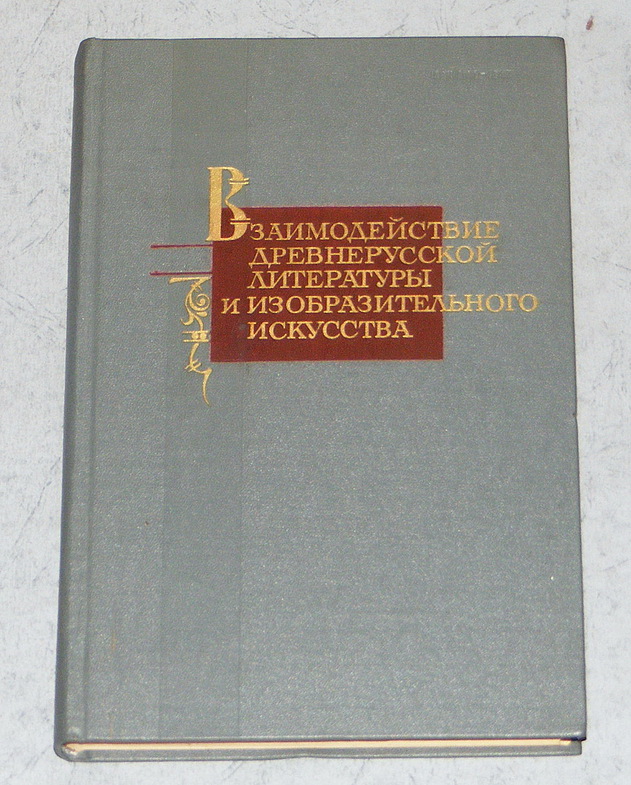 Взаимодействие
древнерусской
литературы
и изобразительного
искусства